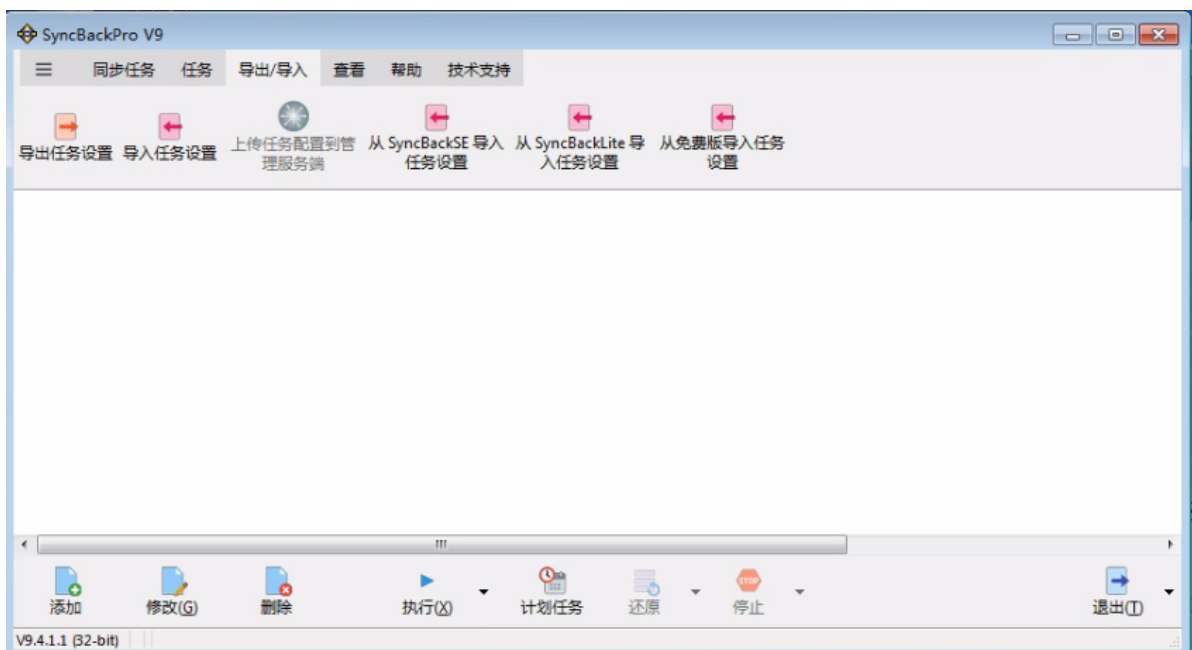 SyncBackPro V9
同步任务 任务 导出/导入 查看 帮助 技术支持
导出任务设置 导入任务设置 上传任务配置到管 从 SyncBackSE 导入 从 SyncBackLite 导 从免费版导入任务
理服务端 任务设置 入任务设置 设置
添加 修改(G) 删除 执行(X) 计划任务 还原 停止 退出(T)
V9.4.1.1 (32-bit)